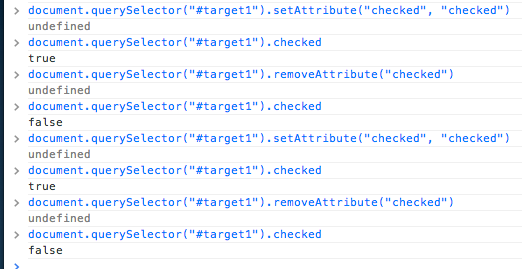 > document.querySelector("#target1").setAttribute("checked", "checked")
undefined
> document.querySelector("#target1").checked
true
> document.querySelector("#target1").removeAttribute("checked")
undefined
> document.querySelector("#target1").checked
false
> document.querySelector("#target1").setAttribute("checked", "checked")
undefined
> document.querySelector("#target1").checked
true
> document.querySelector("#target1").removeAttribute("checked")
undefined
> document.querySelector("#target1").checked
false
>